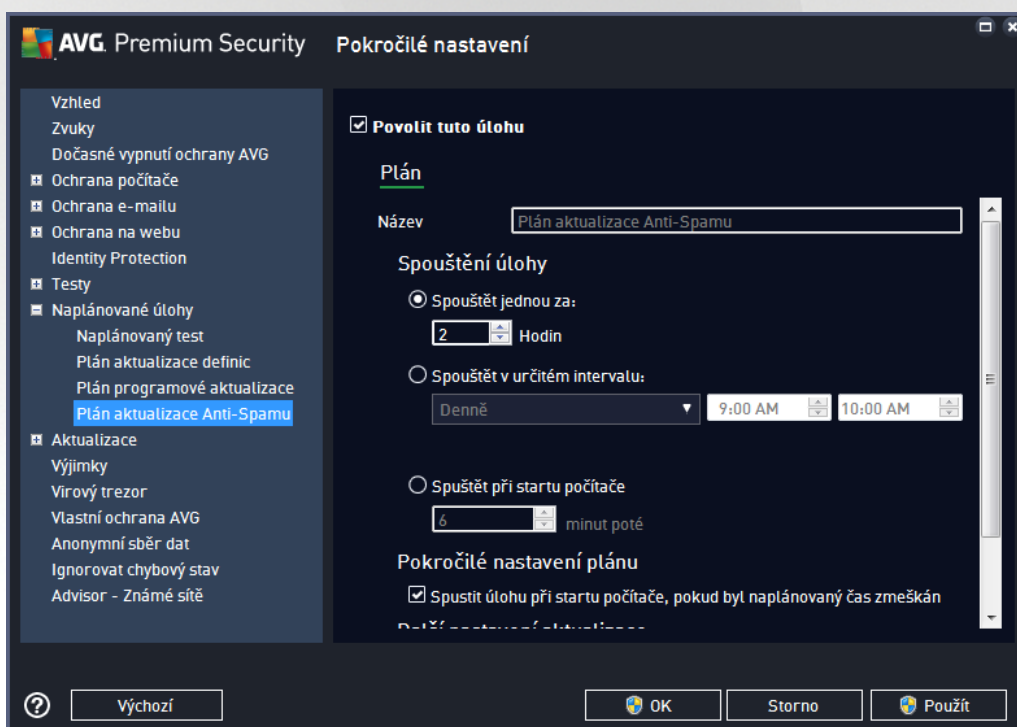 AVG. Premium Security Pokročilé nastavení
Vzhled
Zvuky
Dočasné vypnutí ochrany AVG
Ochrana počítače
Ochrana e-mailu
Ochrana na webu
Identity Protection
Testy
Naplánované úlohy
Naplánovaný test
Plán aktualizace definic
Plán programové aktualizace
Plán aktualizace Anti-Spamu
Aktualizace
Výjimky
Virový trezor
Vlastní ochrana AVG
Anonymní sběr dat
Ignorovat chybový stav
Advisor - Známé sítě
Povolit tuto úlohu
Plán
Název Plán aktualizace Anti-Spamu
Spouštění úlohy
Spouštět jednou za:
2 Hodin
Spouštět v určitém intervalu:
Denně 9:00 AM 10:00 AM
Spuštět při startu počítače
6 minut poté
Pokročilé nastavení plánu
Spustit úlohu při startu počítače, pokud byl naplánovaný čas zmeškán
Další nastavení aktualizace
Výchozí OK Storno Použít